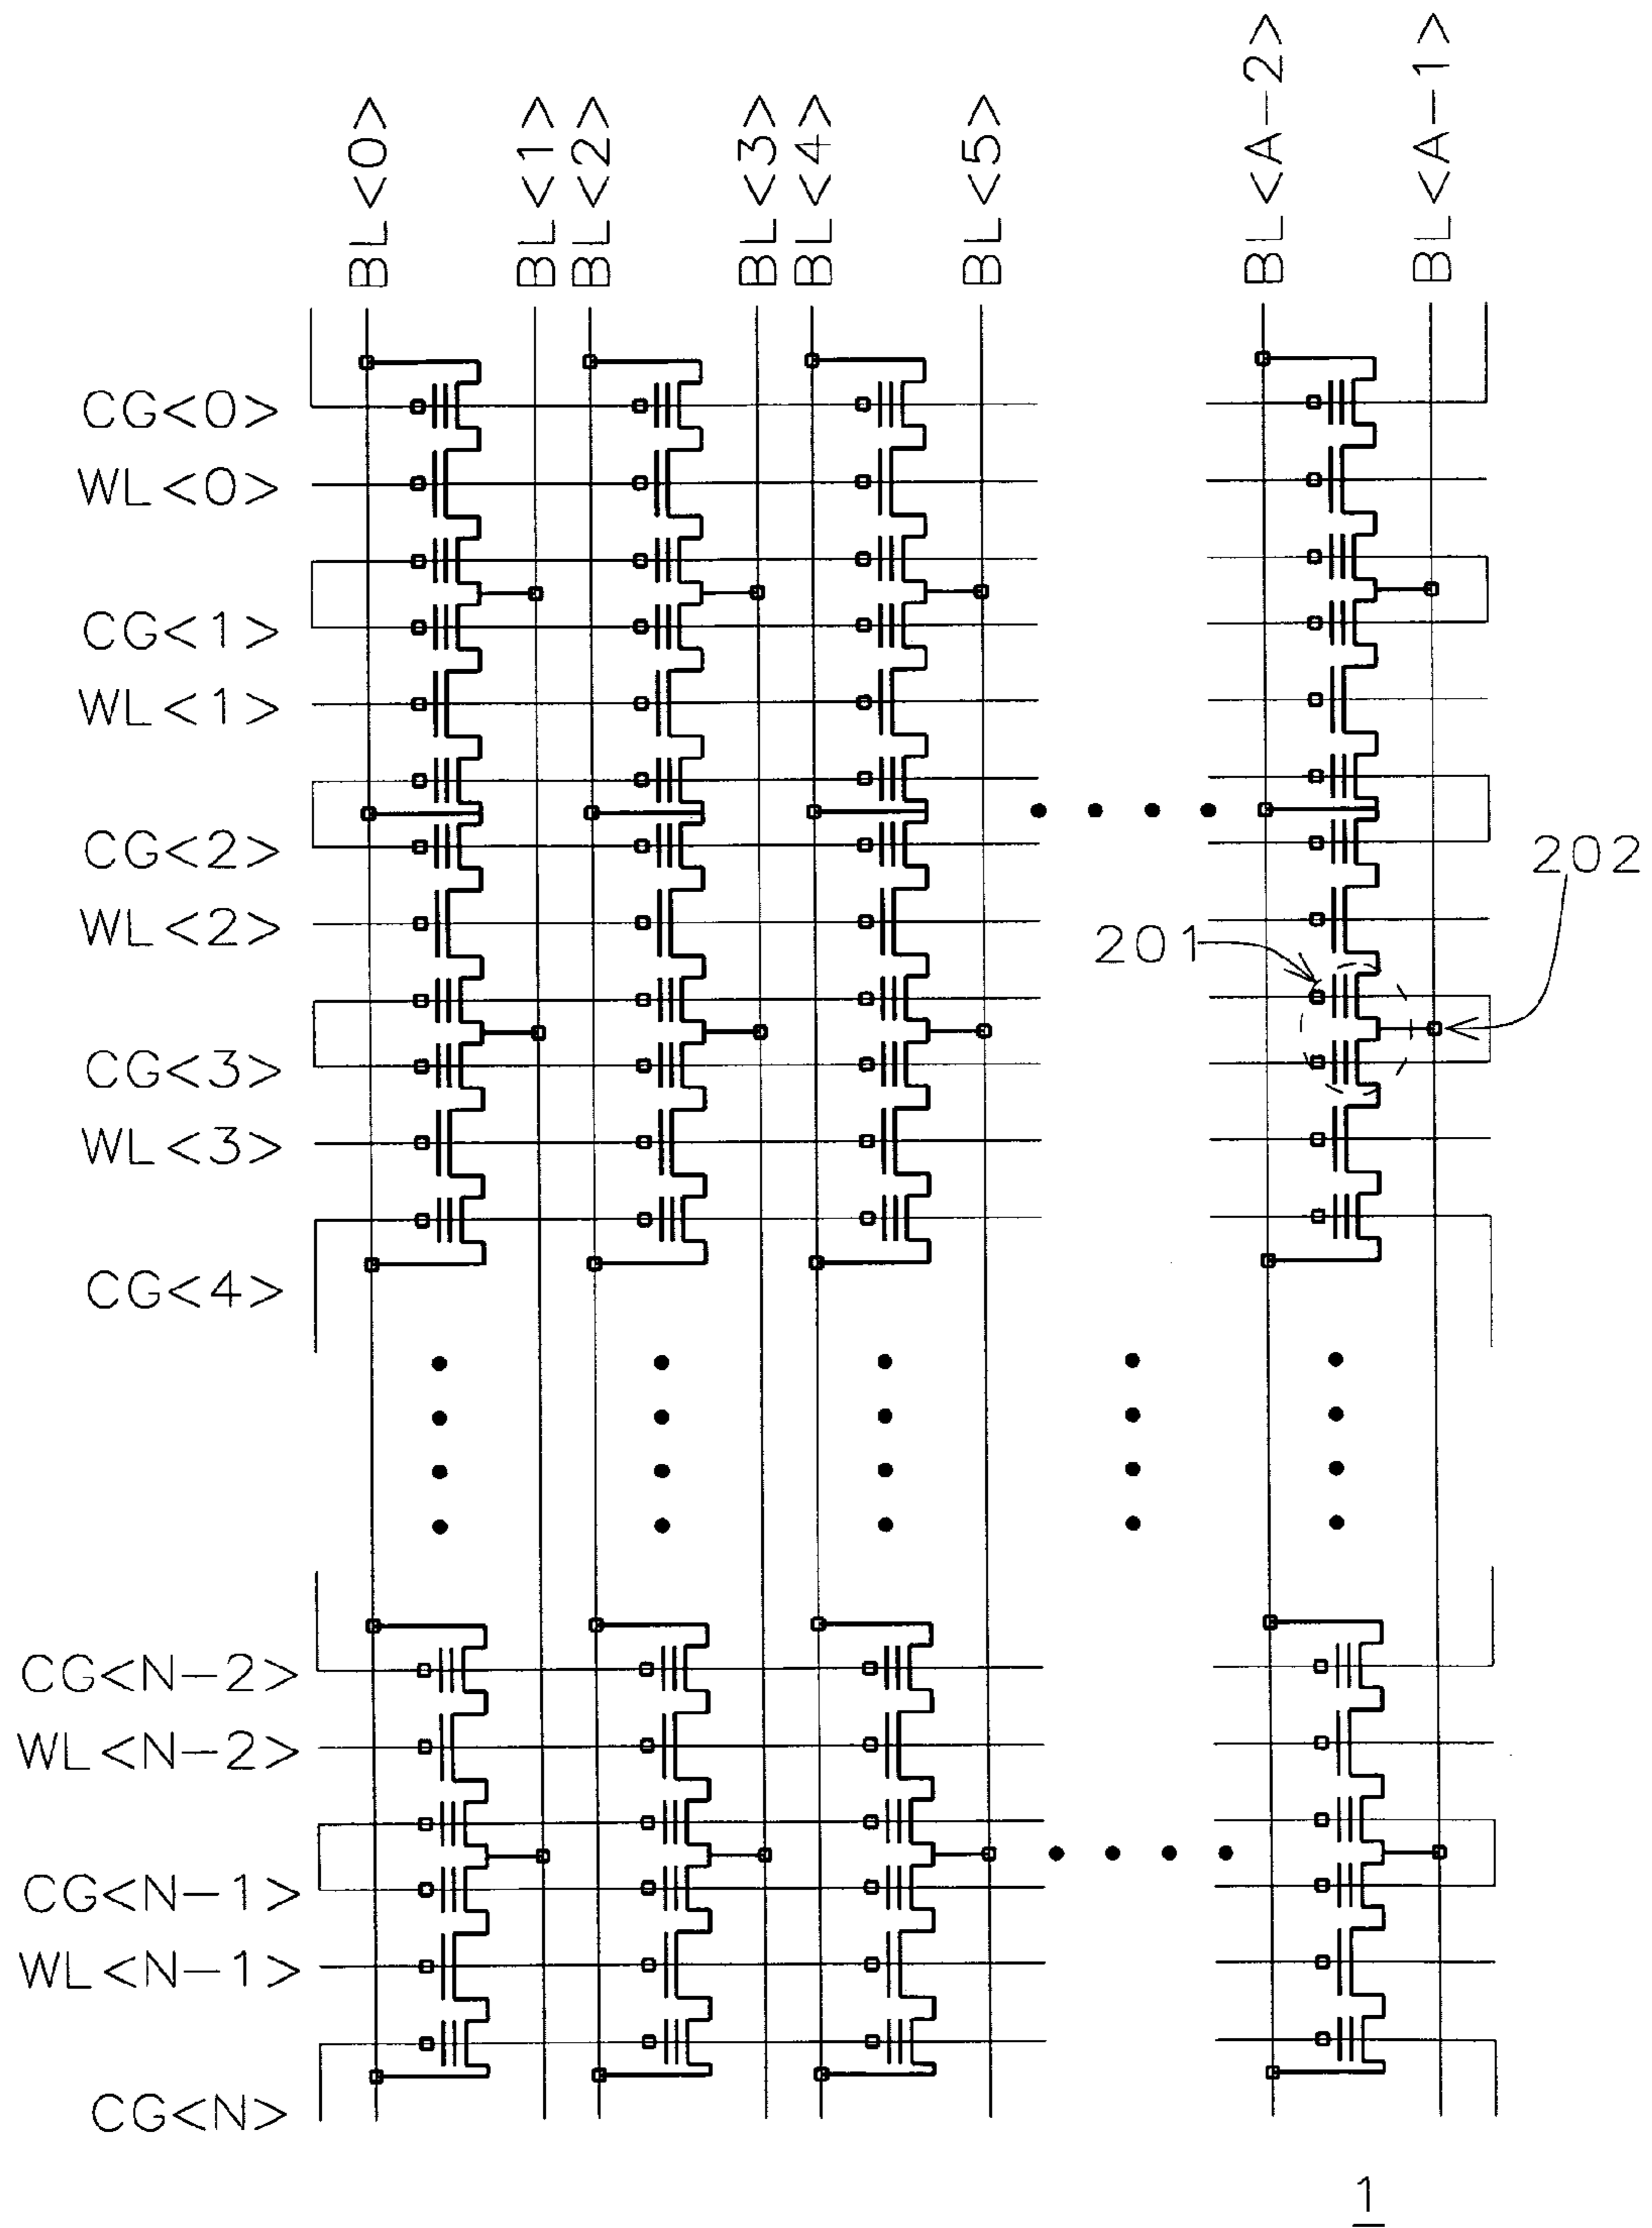 BL<0>
BL<1>
BL<2>
BL<3>
BL<4>
BL<5>
BL<A-2>
BL<A-1>
CG<0>
WL<0>
CG<1>
WL<1>
CG<2>
WL<2>
CG<3>
WL<3>
CG<4>
CG<N-2>
WL<N-2>
CG<N-1>
WL<N-1>
CG<N>
201
202
1